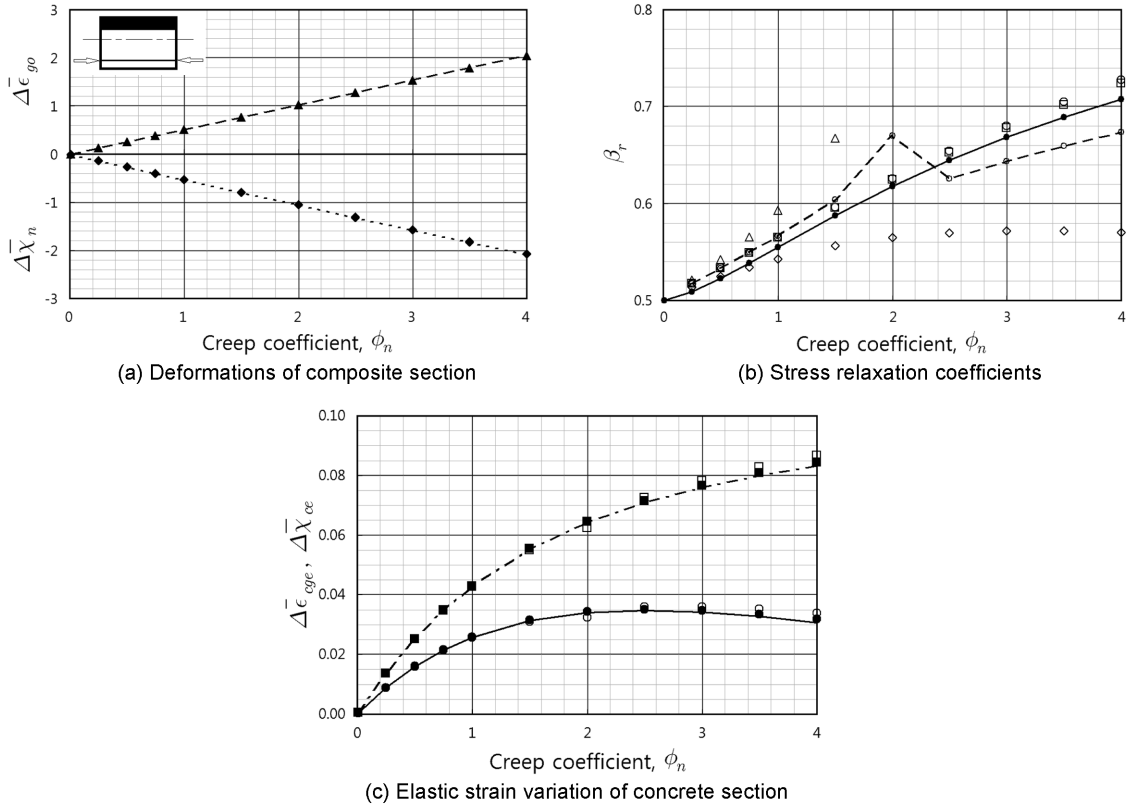 2
1
0
-1
-2
-3
Δε̄ go
Δχ̄ n
0 1 2 3 4
Creep coefficient, ϕn
(a) Deformations of composite section
0.8
0.7
0.6
0.5
βr
0 1 2 3 4
Creep coefficient, ϕn
(b) Stress relaxation coefficients
0.10
0.08
0.06
0.04
0.02
0.00
Δε̄ cge, Δχ̄ ce
0 1 2 3 4
Creep coefficient, ϕn
(c) Elastic strain variation of concrete section